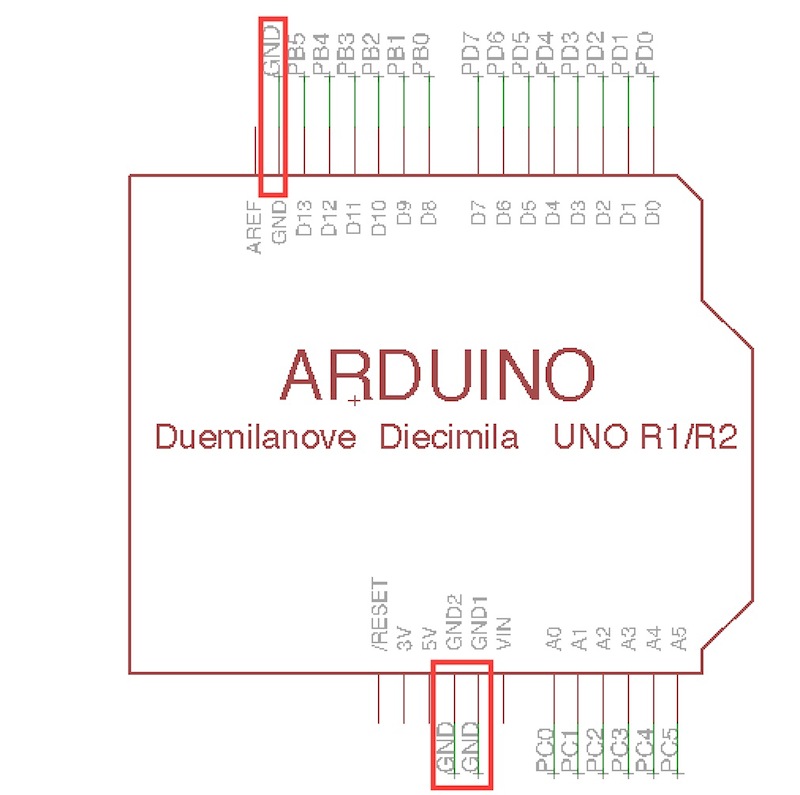 GND PB5 PB4 PB3 PB2 PB1 PB0 PD7 PD6 PD5 PD4 PD3 PD2 PD1 PD0
AREF GND D13 D12 D11 D10 D9 D8 D7 D6 D5 D4 D3 D2 D1 D0
ARDUINO
Duemilanove Diecimila UNO R1/R2
/RESET 3V 5V GND2 GND1 VIN A0 A1 A2 A3 A4 A5
GND GND PC0 PC1 PC2 PC3 PC4 PC5